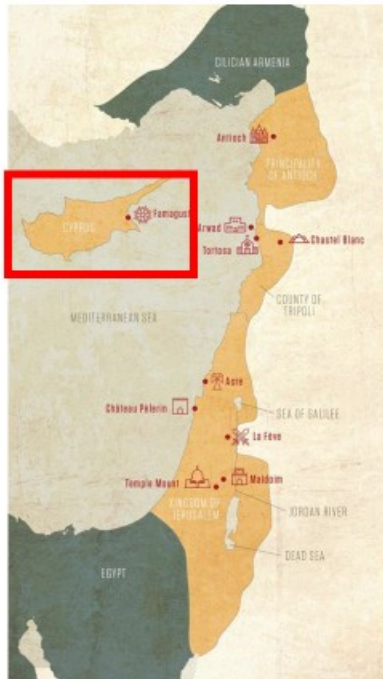 CILICIAN ARMENIA
Antioch
PRINCIPALITY
OF ANTIOCH
CYPRUS
Famagust
Arwad
Tortosa
Chastel Blanc
COUNTY OF
TRIPOLI
MEDITERRANEAN SEA
Acre
SEA OF GALILEE
Château Pèlerin
La Fève
Temple Mount
Maldoim
KINGDOM OF
JERUSALEM
JORDAN RIVER
DEAD SEA
EGYPT